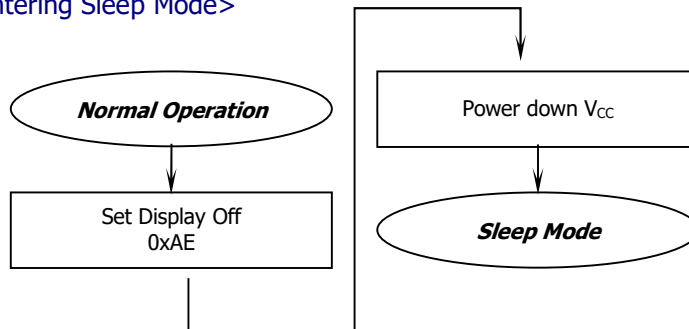 ntering Sleep Mode>
Normal Operation
Set Display Off
0xAE
Power down VCC
Sleep Mode